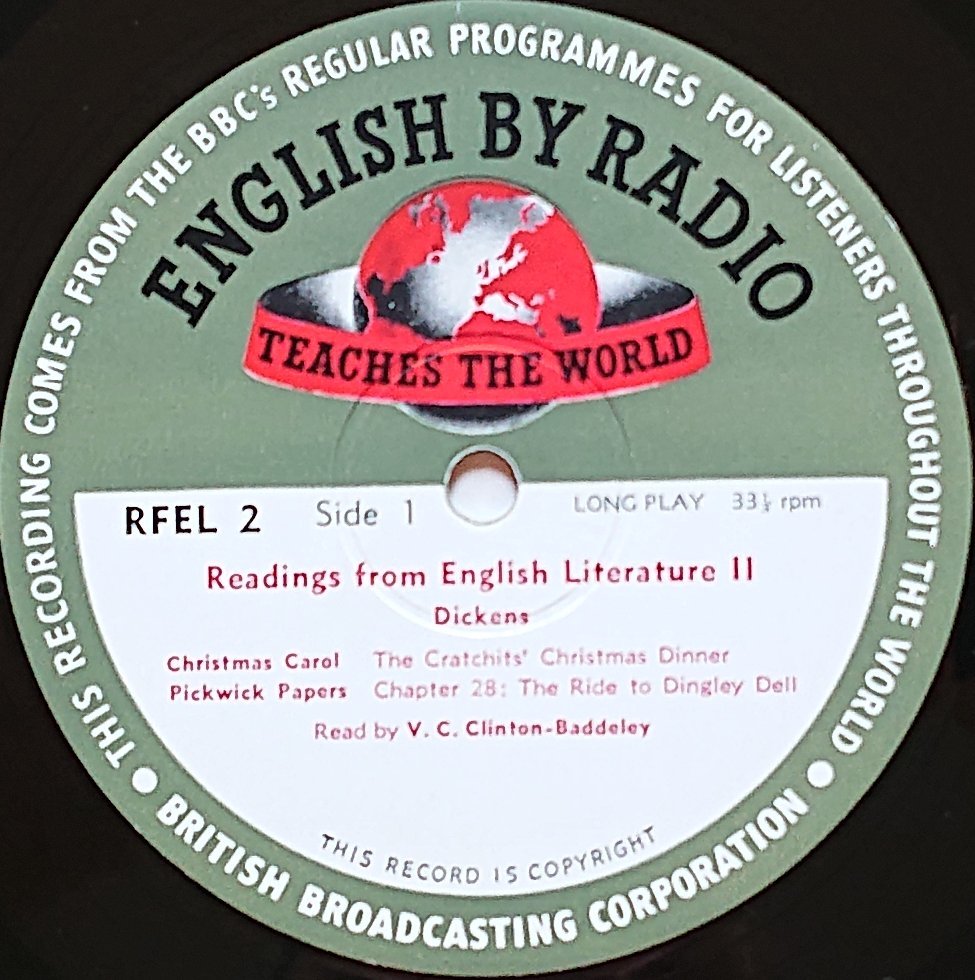 THIS RECORDING COMES FROM THE BBC's REGULAR PROGRAMMES FOR LISTENERS THROUGHOUT THE WORLD
ENGLISH BY RADIO
TEACHES THE WORLD
RFEL 2 Side 1 LONG PLAY 33⅓ rpm
Readings from English Literature II
Dickens
Christmas Carol The Cratchits' Christmas Dinner
Pickwick Papers Chapter 28: The Ride to Dingley Dell
Read by V. C. Clinton-Baddeley
THIS RECORD IS COPYRIGHT
• BRITISH BROADCASTING CORPORATION •